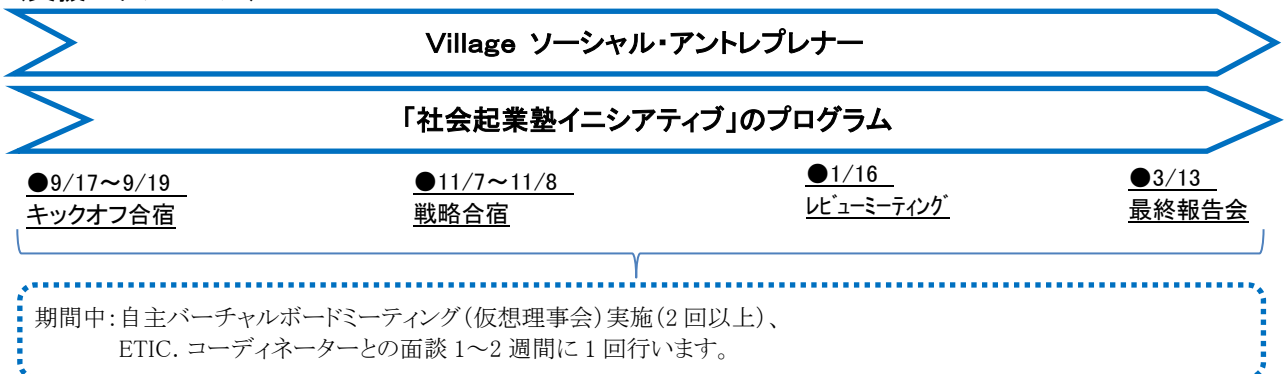 Village ソーシャル・アントレプレナー
「社会起業塾イニシアティブ」のプログラム
●9/17~9/19
キックオフ合宿
●11/7~11/8
戦略合宿
●1/16
レビューミーティング
●3/13
最終報告会
期間中:自主バーチャルボードミーティング(仮想理事会)実施(2回以上)、
ETIC. コーディネーターとの面談 1~2 週間に 1 回行います。